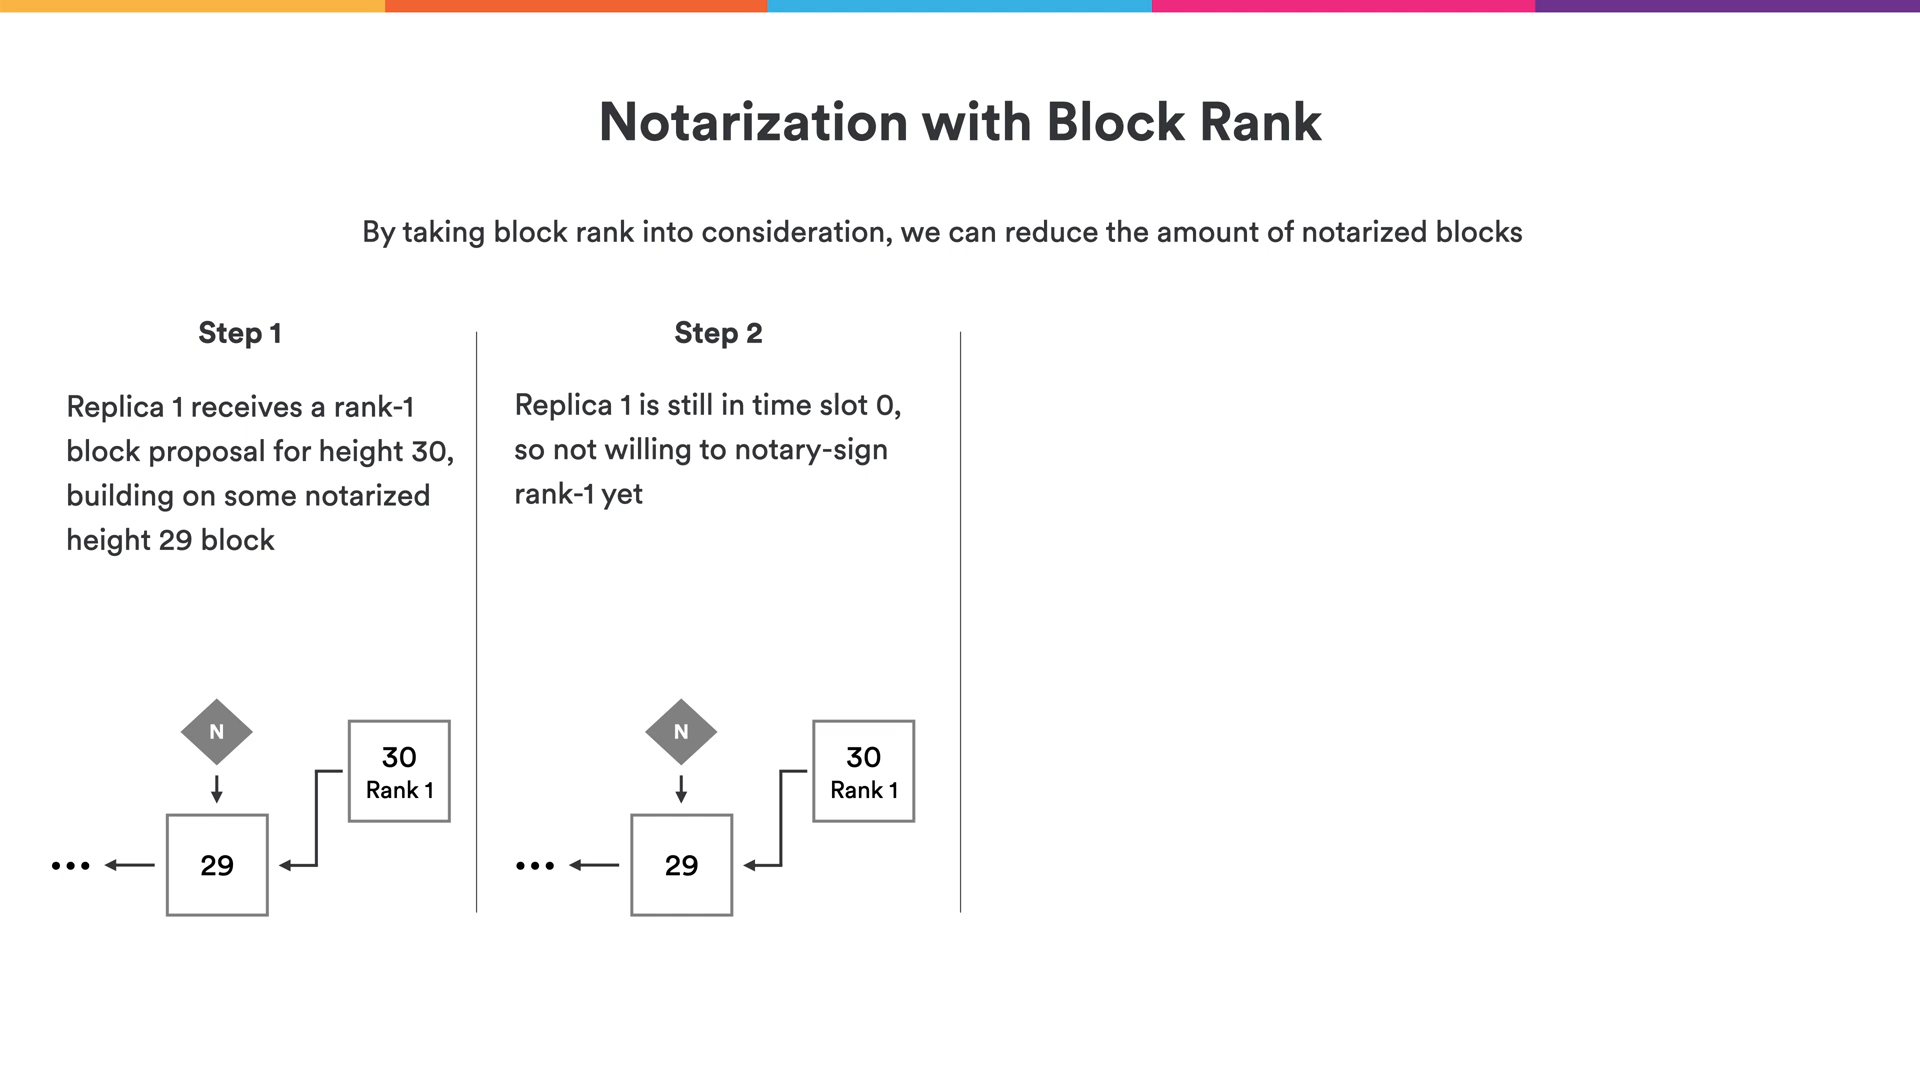 Notarization with Block Rank
By taking block rank into consideration, we can reduce the amount of notarized blocks
Step 1
Replica 1 receives a rank-1
block proposal for height 30,
building on some notarized
height 29 block
N
30
Rank 1
29
Step 2
Replica 1 is still in time slot 0,
so not willing to notary-sign
rank-1 yet
N
30
Rank 1
29